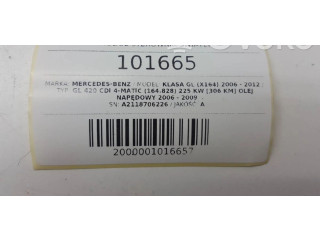 101665
MARKA: MERCEDES-BENZ / MODEL: KLASA GL (X164) 2006 - 2012 /
TYP: GL 420 CDI 4-MATIC (164.828) 225 KW (306 KM) OLEJ
NAPĘDOWY 2006 - 2009
SN: A2118706226 / JAKOŚĆ: A
2000001016657